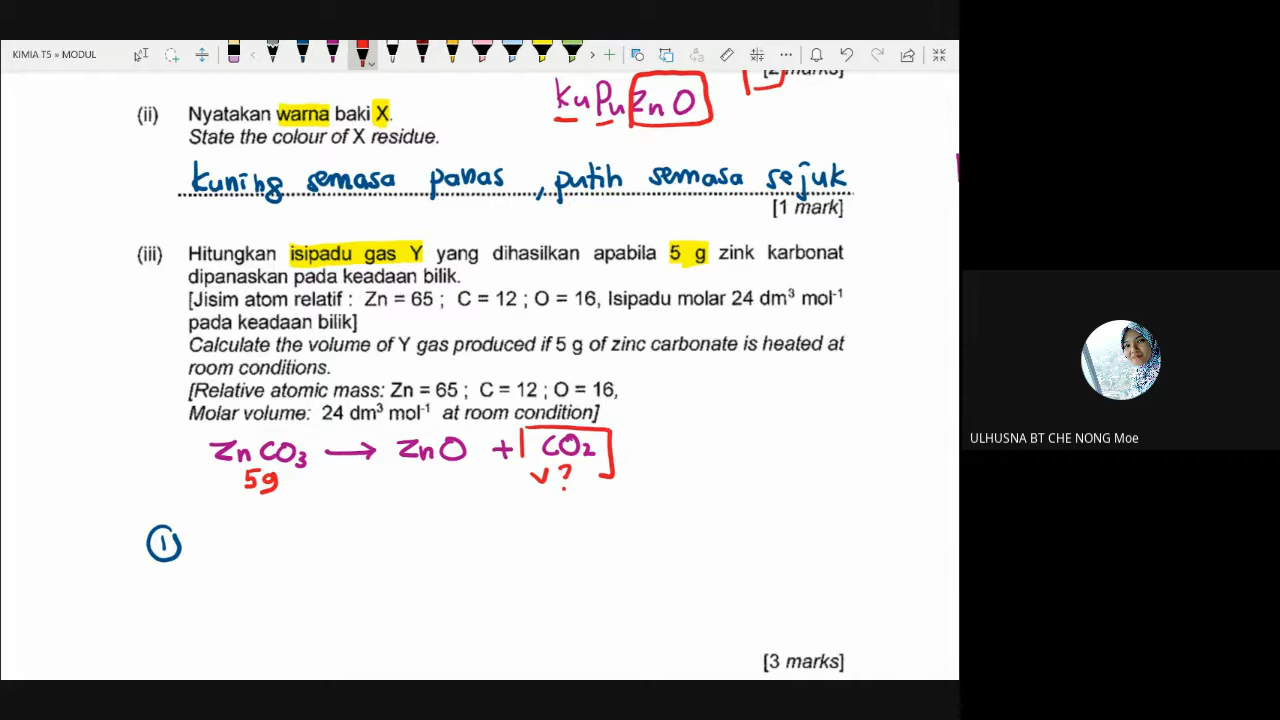 KIMIA T5 » MODUL
[2 marks]
ku Pu ZnO
(ii) Nyatakan warna baki X.
State the colour of X residue.
kuning semasa panas, putih semasa sejuk
[1 mark]
(iii) Hitungkan isipadu gas Y yang dihasilkan apabila 5 g zink karbonat
dipanaskan pada keadaan bilik.
[Jisim atom relatif : Zn = 65 ; C = 12 ; O = 16, Isipadu molar 24 dm³ mol⁻¹
pada keadaan bilik]
Calculate the volume of Y gas produced if 5 g of zinc carbonate is heated at
room conditions.
[Relative atomic mass: Zn = 65 ; C = 12 ; O = 16,
Molar volume: 24 dm³ mol⁻¹ at room condition]
ZnCO₃ → ZnO + CO₂
5g v?
①
[3 marks]
ULHUSNA BT CHE NONG Moe